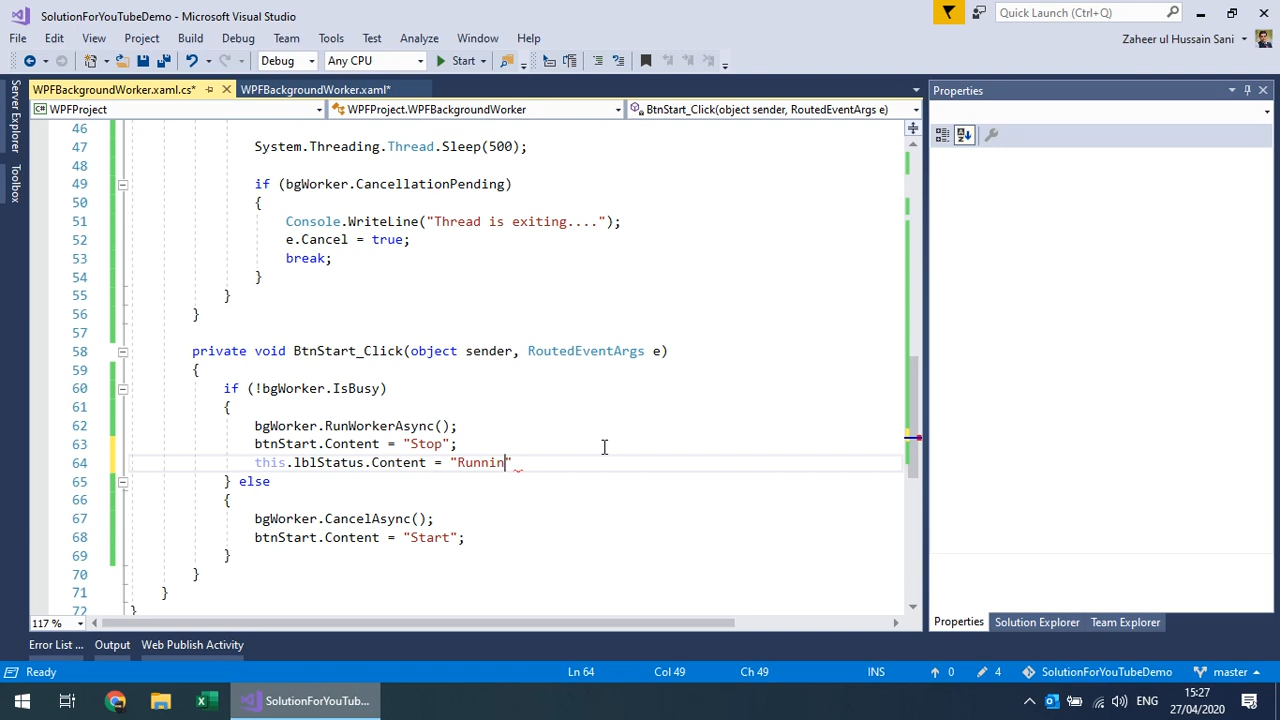 SolutionForYouTubeDemo - Microsoft Visual Studio
Quick Launch (Ctrl+Q)
File Edit View Project Build Debug Team Tools Test Analyze Window Help
Zaheer ul Hussain Sani
Debug Any CPU Start
WPFBackgroundWorker.xaml.cs* WPFBackgroundWorker.xaml*
Properties
WPFProject WPFProject.WPFBackgroundWorker BtnStart_Click(object sender, RoutedEventArgs e)
Server Explorer
Toolbox
46
47 System.Threading.Thread.Sleep(500);
48
49 if (bgWorker.CancellationPending)
50 {
51 Console.WriteLine("Thread is exiting....");
52 e.Cancel = true;
53 break;
54 }
55 }
56 }
57
58 private void BtnStart_Click(object sender, RoutedEventArgs e)
59 {
60 if (!bgWorker.IsBusy)
61 {
62 bgWorker.RunWorkerAsync();
63 btnStart.Content = "Stop";
64 this.lblStatus.Content = "Runnin"
65 } else
66 {
67 bgWorker.CancelAsync();
68 btnStart.Content = "Start";
69 }
70 }
71 }
72 }
117 %
Properties Solution Explorer Team Explorer
Error List ... Output Web Publish Activity
Ready Ln 64 Col 49 Ch 49 INS 0 4 SolutionForYouTubeDemo master
SolutionForYouTub...
ENG
15:27
27/04/2020